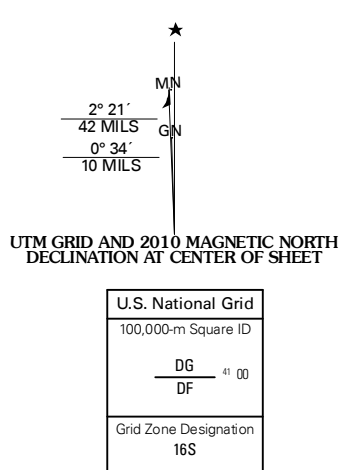 ★
MN
2° 21´
42 MILS
GN
0° 34´
10 MILS
UTM GRID AND 2010 MAGNETIC NORTH
DECLINATION AT CENTER OF SHEET
U.S. National Grid
100,000-m Square ID
DG
41 00
DF
Grid Zone Designation
16S